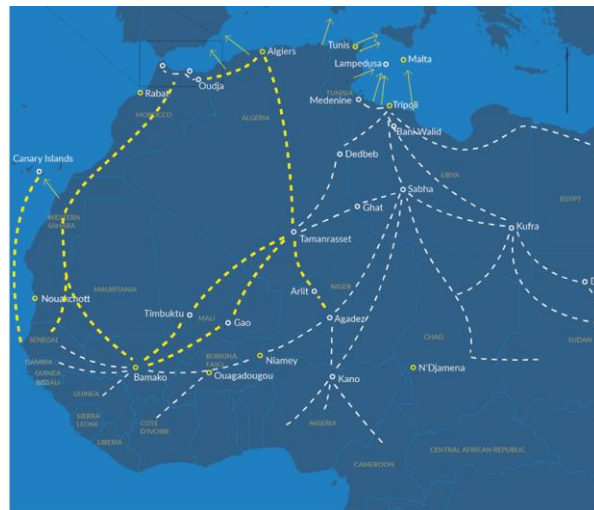 Algiers
Tunis
Malta
Lampedusa
Oudja
TUNISIA
Rabat
Medenine
Tripoli
MOROCCO
ALGERIA
Bani Walid
Dedbeb
Canary Islands
LIBYA
Sabha
EGYPT
Ghat
WESTERN
SAHARA
Kufra
Tamanrasset
MAURITANIA
Arlit
NIGER
Nouakchott
Timbuktu
MALI
Gao
Agadez
CHAD
SUDAN
SENEGAL
Niamey
GAMBIA
BURKINA
FASO
GUINEA
BISSAU
Bamako
Ouagadougou
Kano
N'Djamena
GUINEA
SIERRA
LEONE
COTE
D'IVOIRE
NIGERIA
LIBERIA
CENTRAL AFRICAN REPUBLIC
CAMEROON